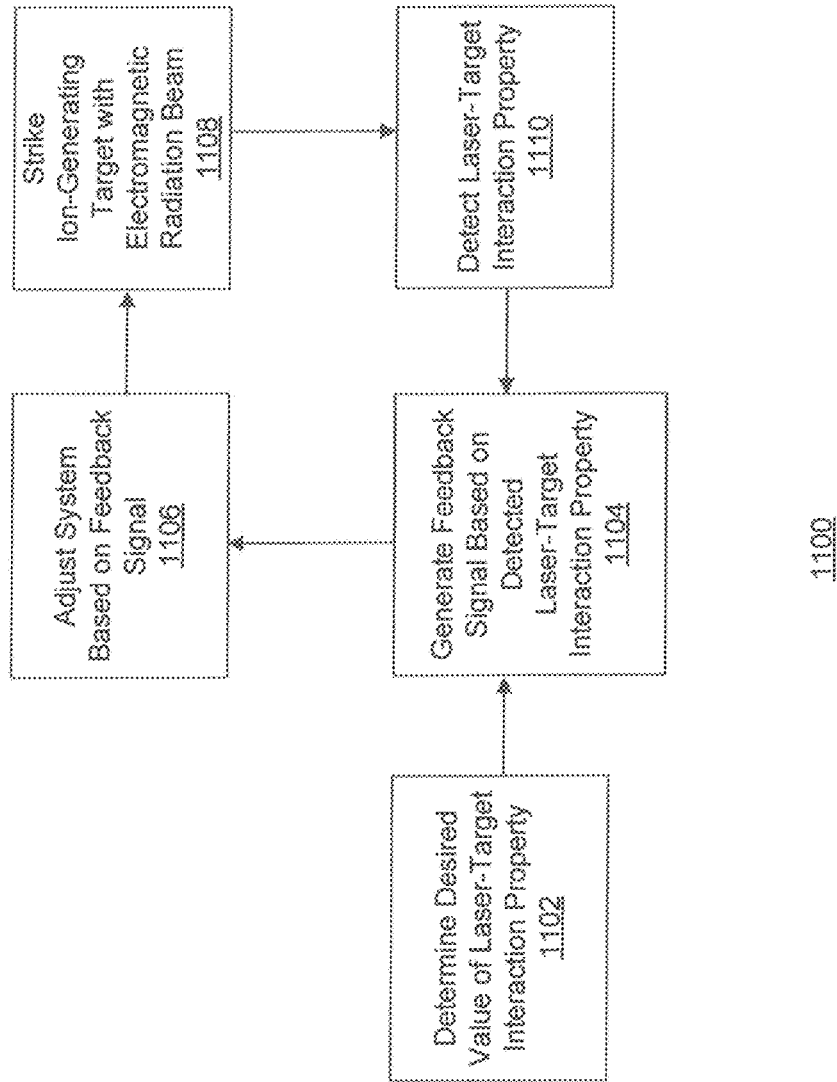 Determine Desired
Value of Laser-Target
Interaction Property
1102
Generate Feedback
Signal Based on
Detected
Laser-Target
Interaction Property
1104
Adjust System
Based on Feedback
Signal
1106
Strike
Ion-Generating
Target with
Electromagnetic
Radiation Beam
1108
Detect Laser-Target
Interaction Property
1110
1100